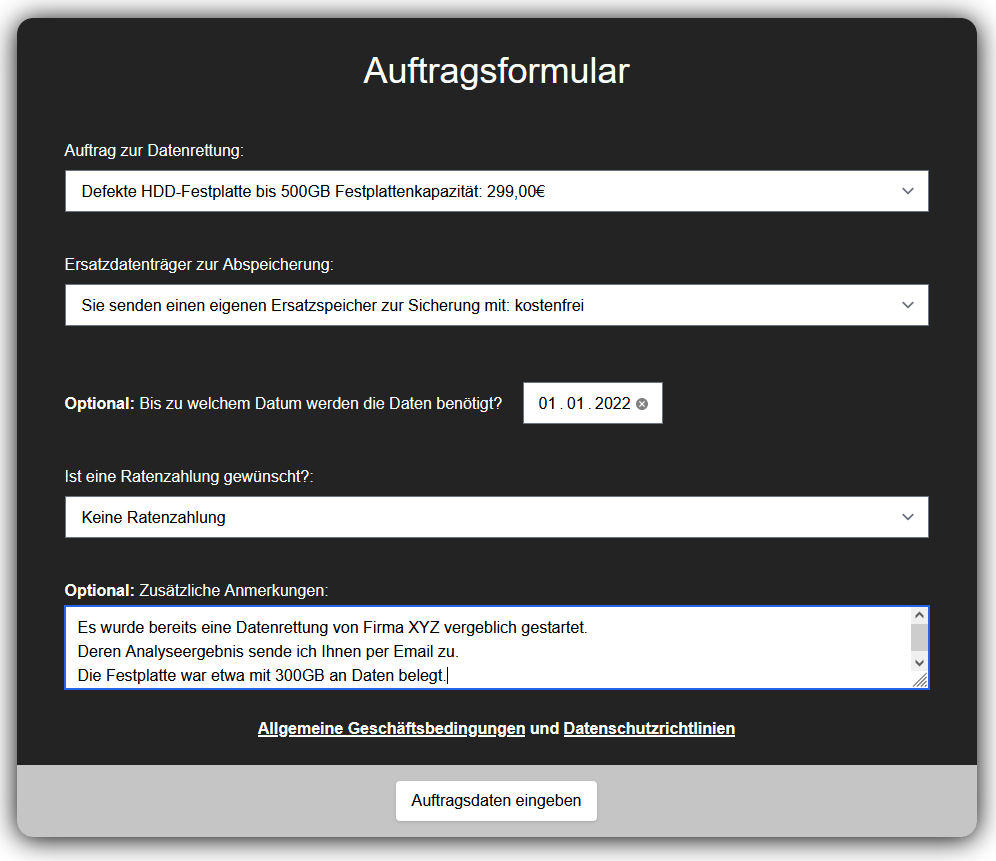 Auftragsformular
Auftrag zur Datenrettung:
Defekte HDD-Festplatte bis 500GB Festplattenkapazität: 299,00€
Ersatzdatenträger zur Abspeicherung:
Sie senden einen eigenen Ersatzspeicher zur Sicherung mit: kostenfrei
Optional: Bis zu welchem Datum werden die Daten benötigt? 01.01.2022
Ist eine Ratenzahlung gewünscht?:
Keine Ratenzahlung
Optional: Zusätzliche Anmerkungen:
Es wurde bereits eine Datenrettung von Firma XYZ vergeblich gestartet.
Deren Analyseergebnis sende ich Ihnen per Email zu.
Die Festplatte war etwa mit 300GB an Daten belegt.
Allgemeine Geschäftsbedingungen und Datenschutzrichtlinien
Auftragsdaten eingeben